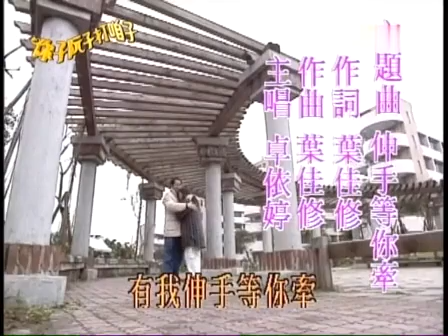 主題曲 伸手等你牽
作詞 葉佳修
作曲 葉佳修
主唱 卓依婷
有我伸手等你牽